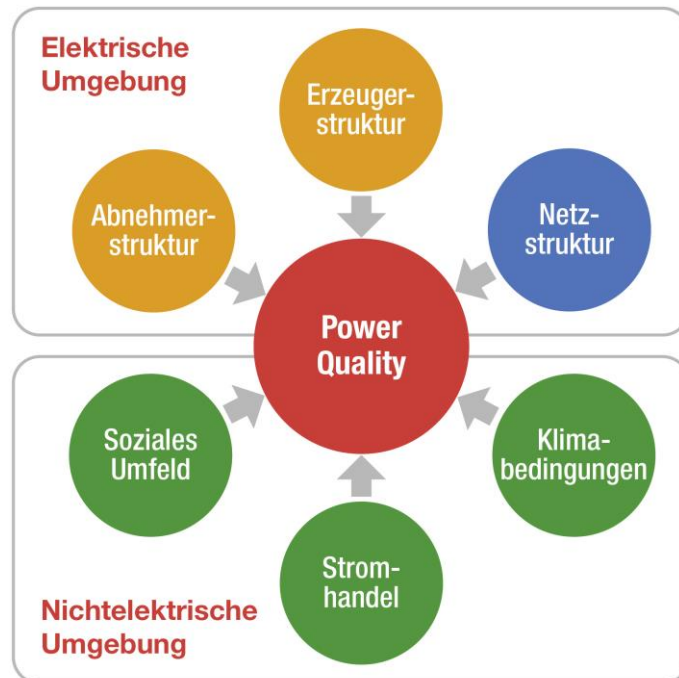 Elektrische
Umgebung
Erzeuger-
struktur
Abnehmer-
struktur
Netz-
struktur
Power
Quality
Soziales
Umfeld
Klima-
bedingungen
Strom-
handel
Nichtelektrische
Umgebung